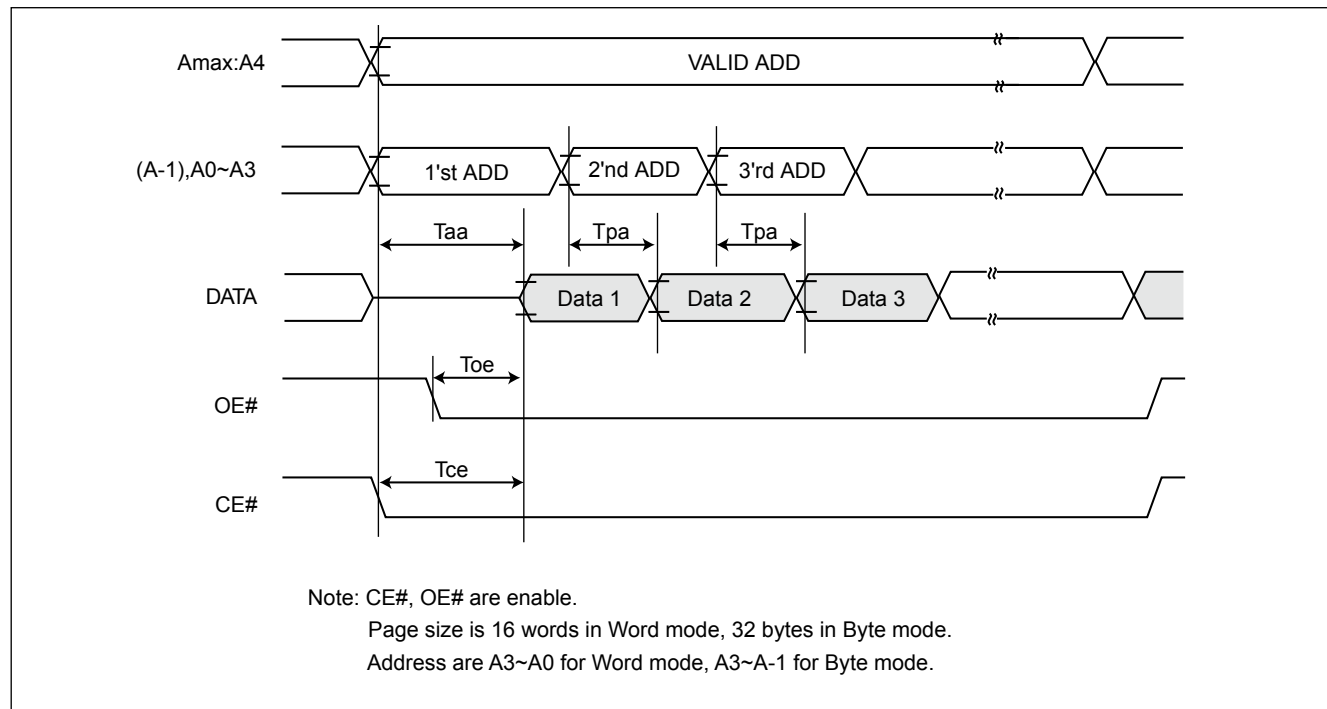 Amax:A4
VALID ADD
(A-1),A0~A3
1'st ADD
2'nd ADD
3'rd ADD
Taa
Tpa
Tpa
DATA
Data 1
Data 2
Data 3
Toe
OE#
Tce
CE#
Note: CE#, OE# are enable.
Page size is 16 words in Word mode, 32 bytes in Byte mode.
Address are A3~A0 for Word mode, A3~A-1 for Byte mode.